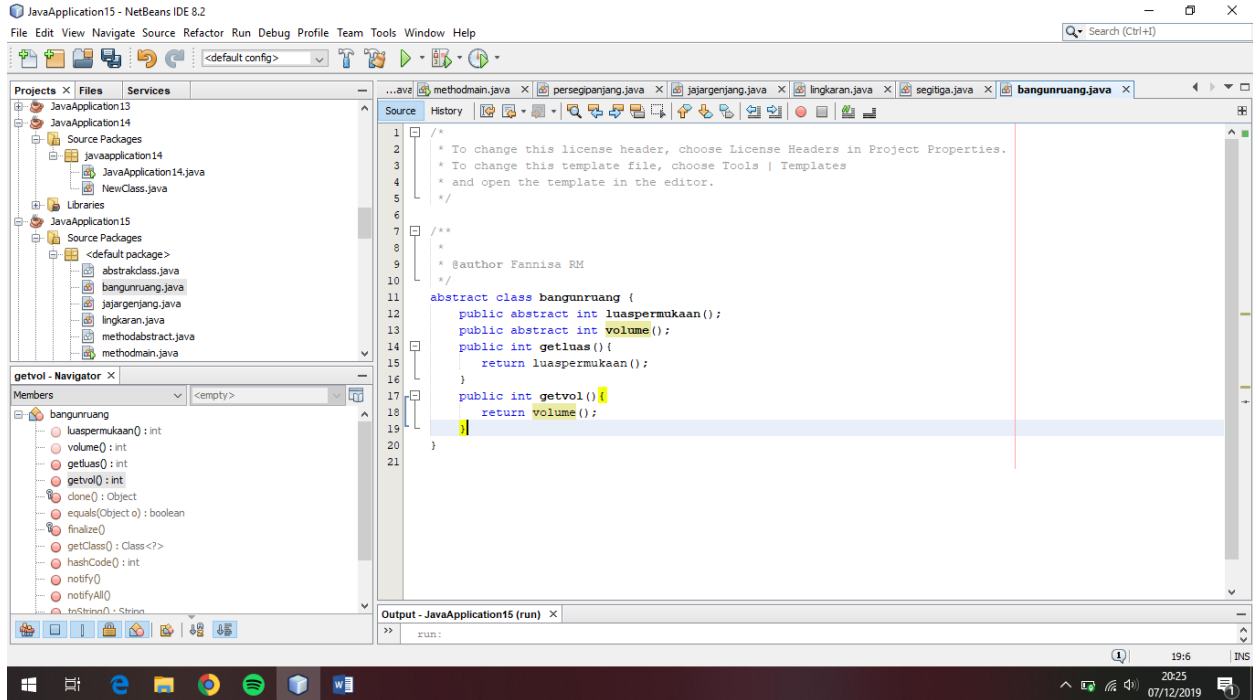 JavaApplication15 - NetBeans IDE 8.2
File Edit View Navigate Source Refactor Run Debug Profile Team Tools Window Help
Search (Ctrl+I)
<default config>
Projects Files Services
JavaApplication13
JavaApplication14
Source Packages
javaapplication14
JavaApplication14.java
NewClass.java
Libraries
JavaApplication15
Source Packages
<default package>
abstrakclass.java
bangunruang.java
jajargenjang.java
lingkaran.java
methodabstract.java
methodmain.java
getvol - Navigator
Members <empty>
bangunruang
luaspermukaan() : int
volume() : int
getluas() : int
getvol() : int
clone() : Object
equals(Object o) : boolean
finalize()
getClass() : Class<?>
hashCode() : int
notify()
notifyAll()
toString() : String
...ava methodmain.java persegipanjang.java jajargenjang.java lingkaran.java segitiga.java bangunruang.java
Source History
1 /*
2 * To change this license header, choose License Headers in Project Properties.
3 * To change this template file, choose Tools | Templates
4 * and open the template in the editor.
5 */
6
7 /**
8 *
9 * @author Fannisa RM
10 */
11 abstract class bangunruang {
12 public abstract int luaspermukaan();
13 public abstract int volume();
14 public int getluas(){
15 return luaspermukaan();
16 }
17 public int getvol(){
18 return volume();
19 }
20 }
21
Output - JavaApplication15 (run)
run:
1 19:6 INS
20:25
07/12/2019
1